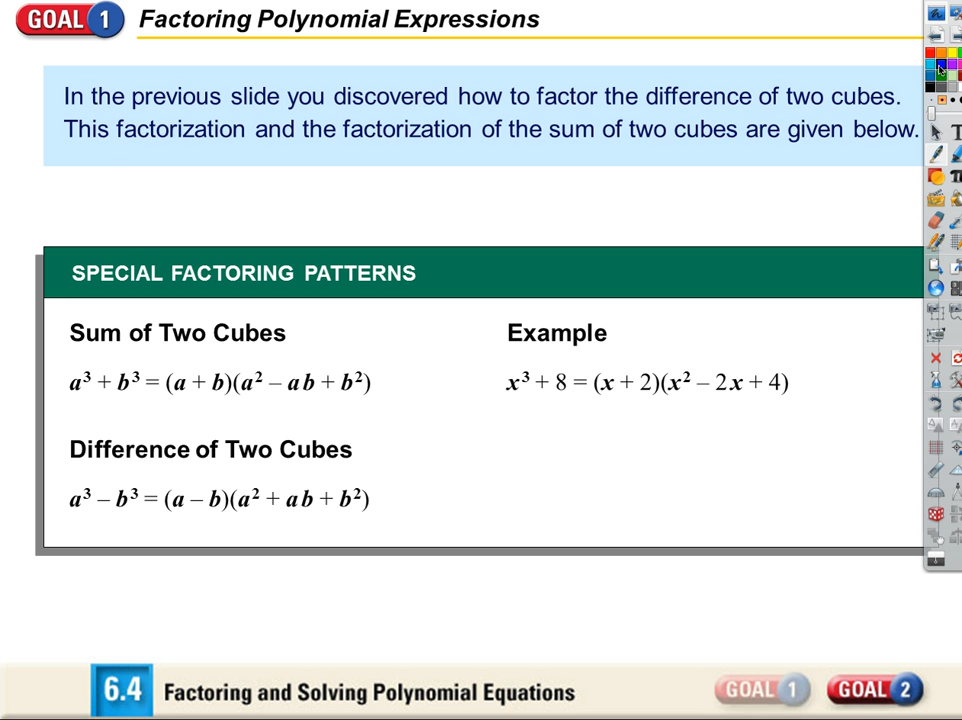 GOAL 1 Factoring Polynomial Expressions
In the previous slide you discovered how to factor the difference of two cubes.
This factorization and the factorization of the sum of two cubes are given below.
SPECIAL FACTORING PATTERNS
Sum of Two Cubes
a³ + b³ = (a + b)(a² – ab + b²)
Example
x³ + 8 = (x + 2)(x² – 2x + 4)
Difference of Two Cubes
a³ – b³ = (a – b)(a² + ab + b²)
6.4 Factoring and Solving Polynomial Equations
GOAL 1
GOAL 2